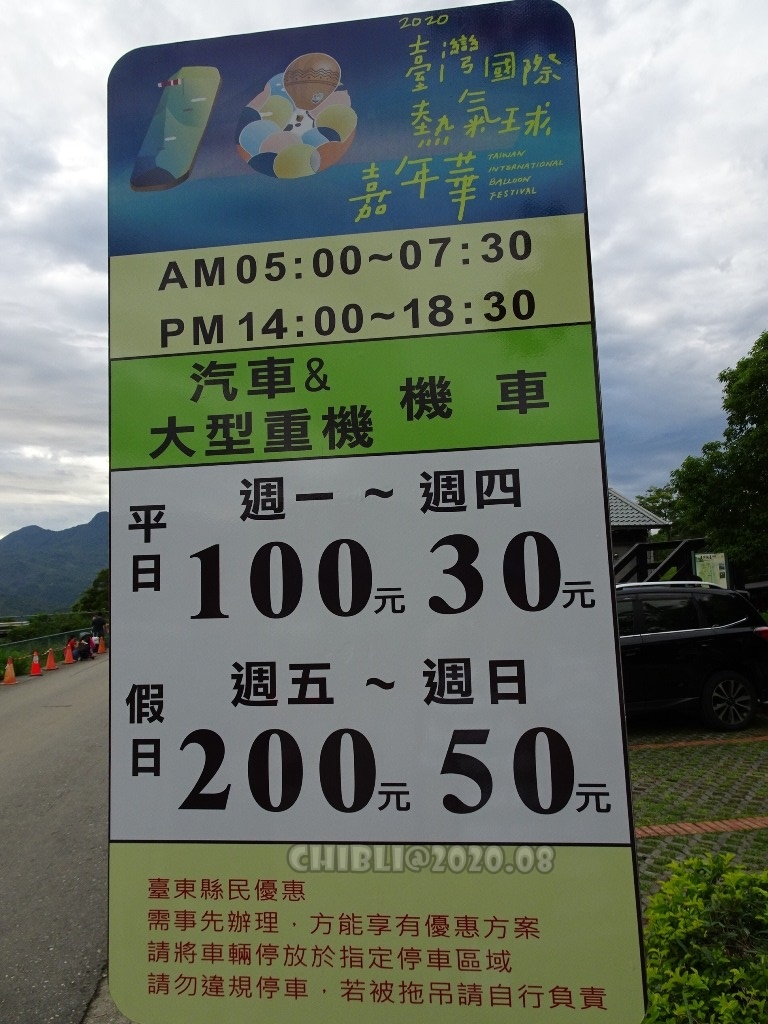 2020
臺灣國際
熱氣球
嘉年華
TAIWAN
INTERNATIONAL
BALLOON
FESTIVAL
AM 05:00~07:30
PM 14:00~18:30
汽車&
大型重機 機車
平日 週一 ~ 週四
100元 30元
假日 週五 ~ 週日
200元 50元
CHIBLI@2020.08
臺東縣民優惠
需事先辦理，方能享有優惠方案
請將車輛停放於指定停車區域
請勿違規停車，若被拖吊請自行負責